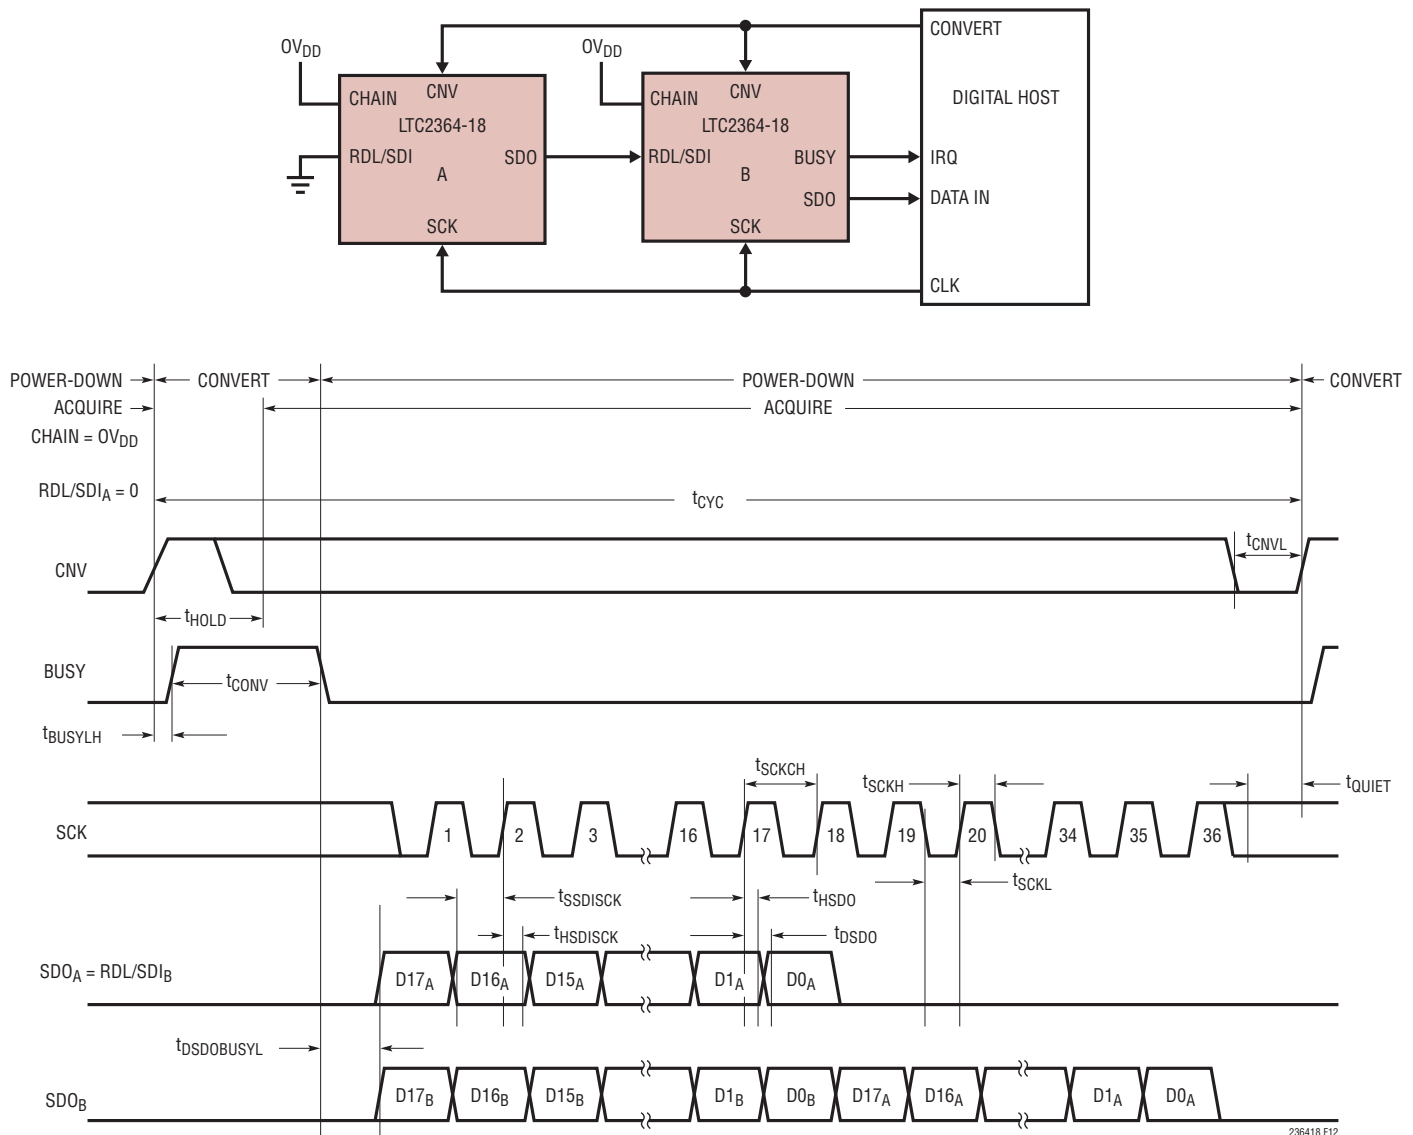 CONVERT
OVDD
OVDD
CHAIN CNV
CHAIN CNV
DIGITAL HOST
LTC2364-18
LTC2364-18
RDL/SDI SDO
RDL/SDI BUSY
IRQ
A
B
SDO
DATA IN
SCK
SCK
CLK
POWER-DOWN CONVERT POWER-DOWN CONVERT
ACQUIRE ACQUIRE
CHAIN = OVDD
RDL/SDIA = 0
tCYC
tCNVL
CNV
tHOLD
BUSY
tCONV
tBUSYLH
tSCKCH
tSCKH
tQUIET
SCK 1 2 3 16 17 18 19 20 34 35 36
tSCKL
tSSDISCK
tHSDO
tHSDISCK
tDSDO
SDOA = RDL/SDIB D17A D16A D15A D1A D0A
tDSDOBUSYL
SDOB D17B D16B D15B D1B D0B D17A D16A D1A D0A
236418 F12